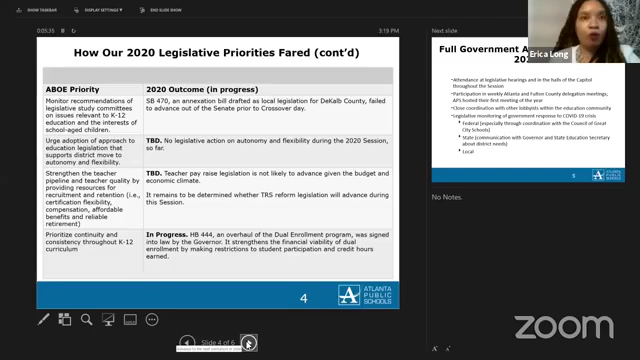 SHOW TASKBAR
DISPLAY SETTINGS
END SLIDE SHOW
0:05:35
3:19 PM
How Our 2020 Legislative Priorities Fared (cont'd)
ABOE Priority
2020 Outcome (in progress)
Monitor recommendations of
legislative study committees
on issues relevant to K-12
education and the interests of
school-aged children.
SB 470, an annexation bill drafted as local legislation for DeKalb County, failed
to advance out of the Senate prior to Crossover day.
Urge adoption of approach to
education legislation that
supports district move to
autonomy and flexibility.
TBD. No legislative action on autonomy and flexibility during the 2020 Session,
so far.
Strengthen the teacher
pipeline and teacher quality by
providing resources for
recruitment and retention (i.e.,
certification flexibility,
compensation, affordable
benefits and reliable
retirement)
TBD. Teacher pay raise legislation is not likely to advance given the budget and
economic climate.
It remains to be determined whether TRS reform legislation will advance during
this Session.
Prioritize continuity and
consistency throughout K-12
curriculum
In Progress. HB 444, an overhaul of the Dual Enrollment program, was signed
into law by the Governor. It strengthens the financial viability of dual
enrollment by making restrictions to student participation and credit hours
earned.
4
ATLANTA
PUBLIC
SCHOOLS
Slide 4 of 6
Next slide
Full Government A
202
Attendance at legislative hearings and in the halls of the Capitol
throughout the Session
Participation in weekly Atlanta and Fulton County delegation meetings;
APS hosted their first meeting of the year
Close coordination with other lobbyists within the education community
Legislative monitoring of government response to COVID-19 crisis
Federal (especially through coordination with the Council of Great
City Schools)
State (communication with Governor and State Education Secretary
about district needs)
Local
5
ATLANTA
PUBLIC
SCHOOLS
No Notes.
Erica Long
zoom